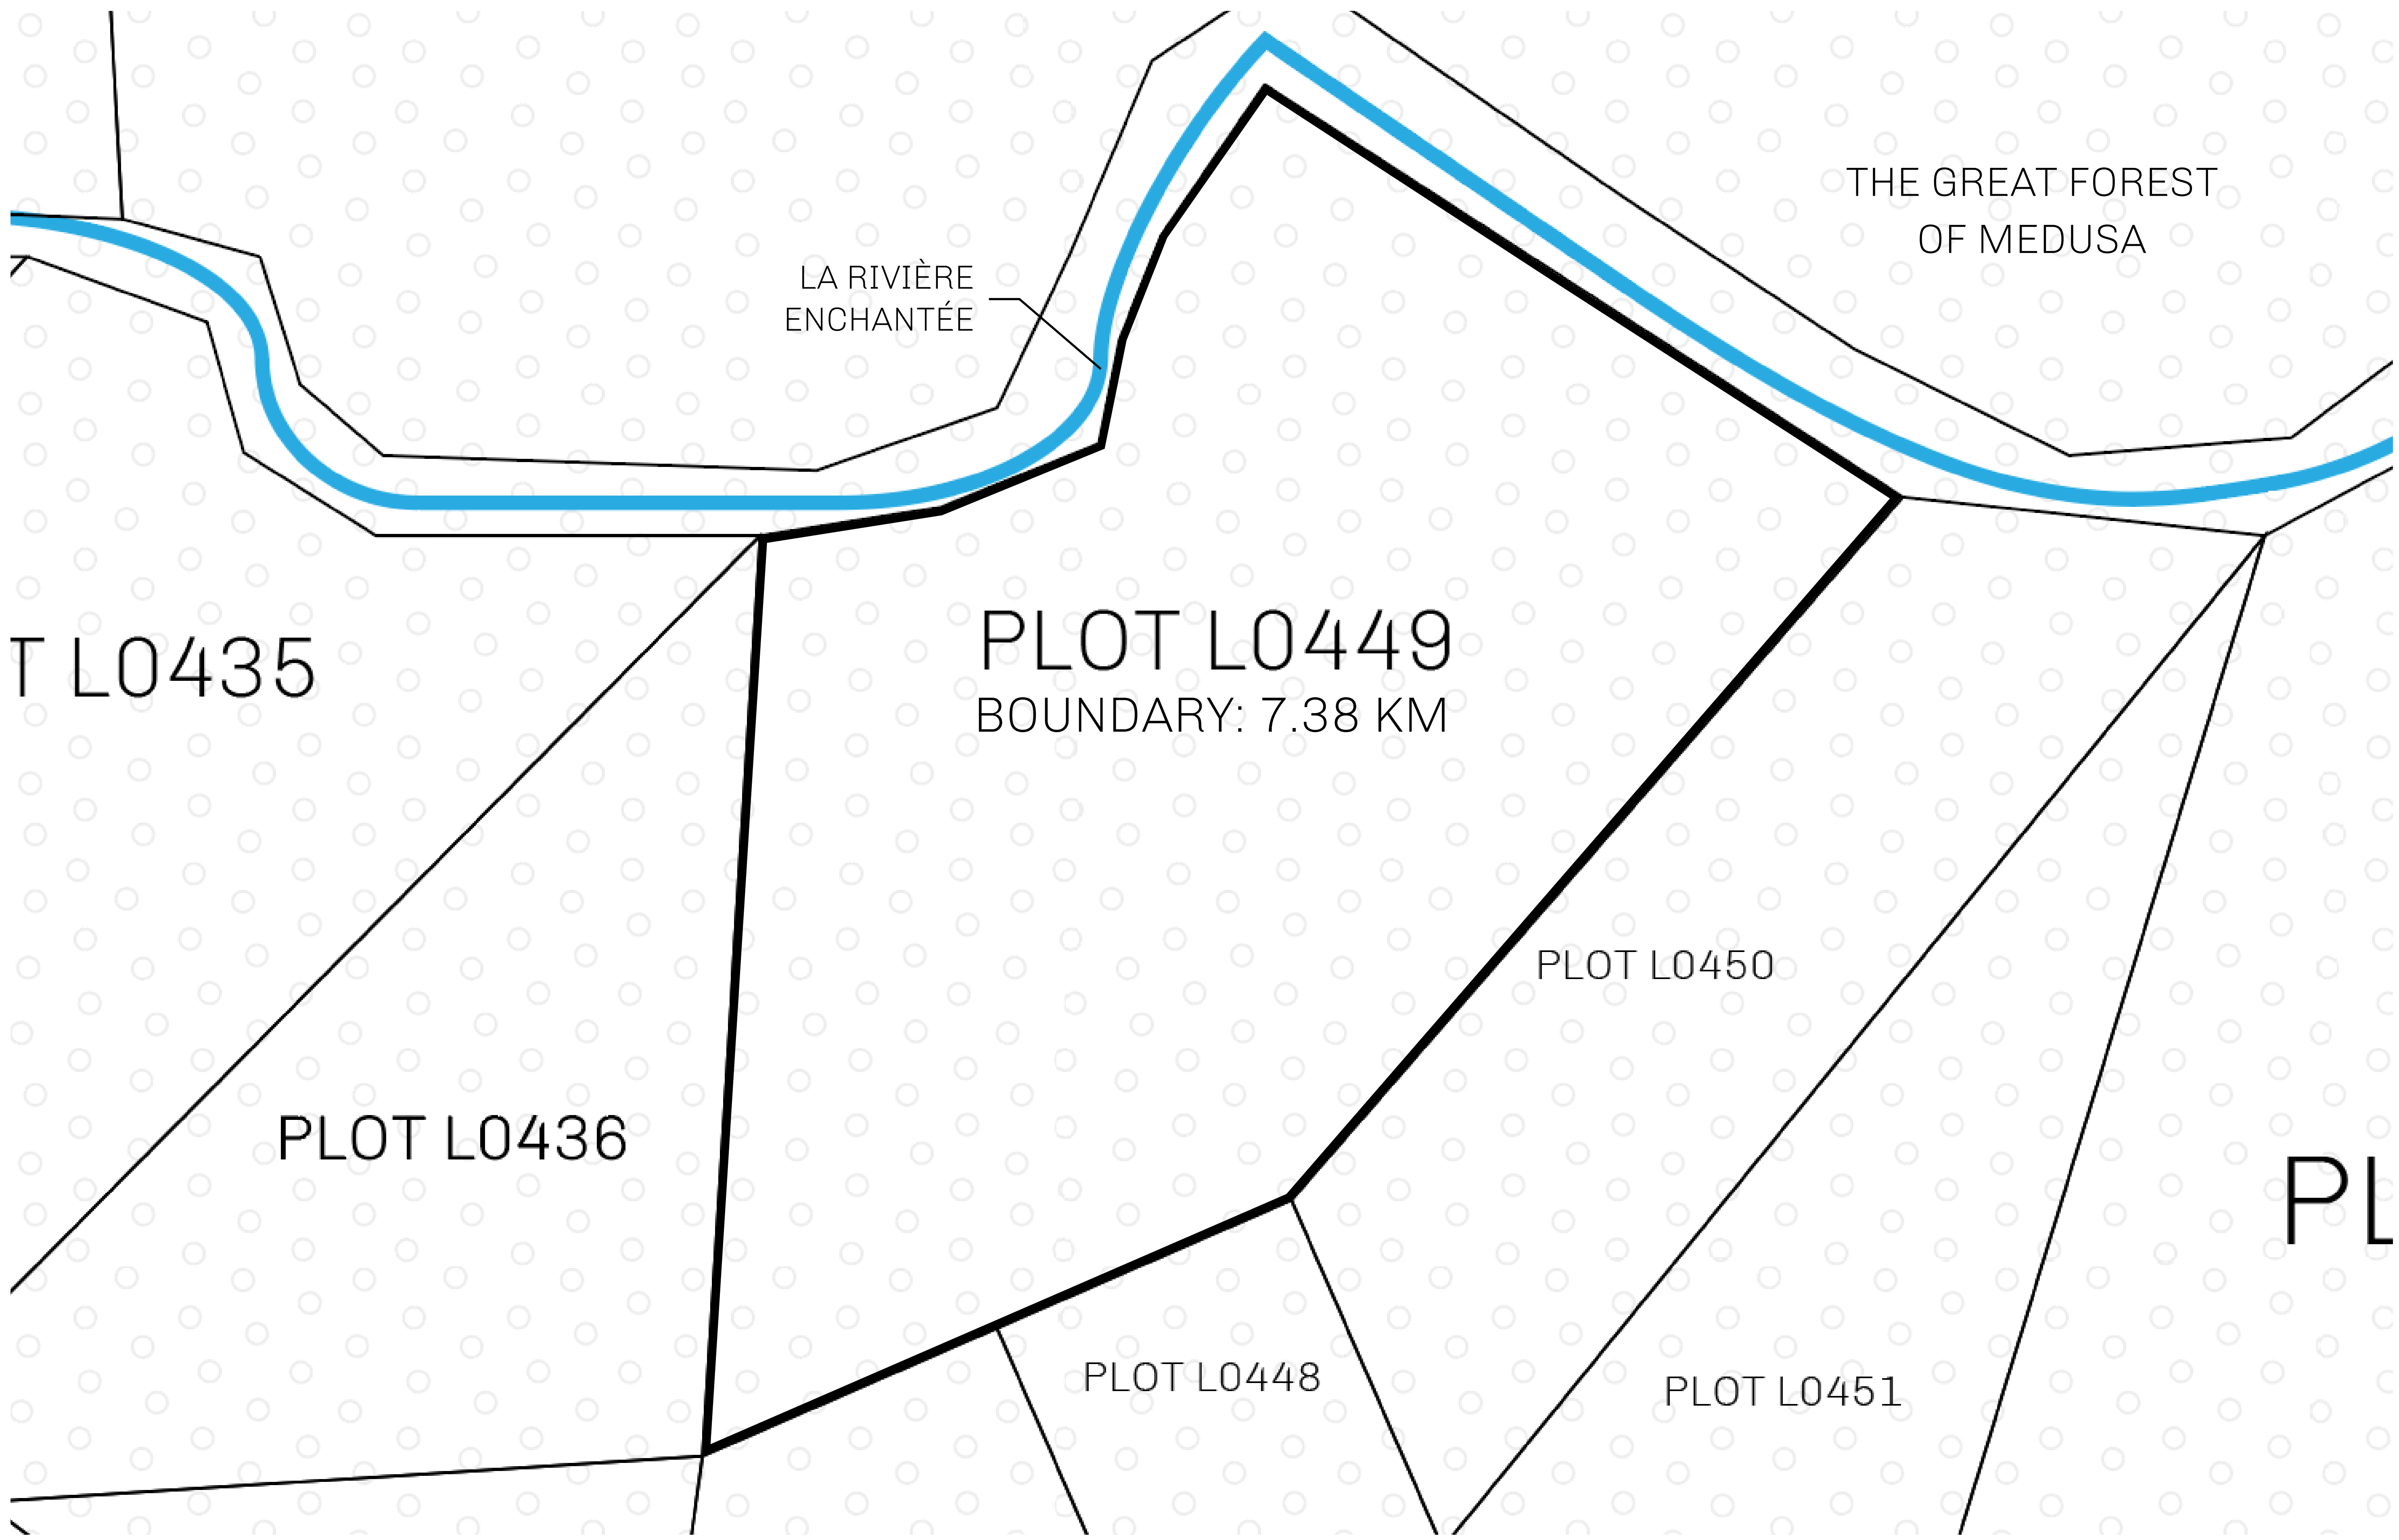 THE GREAT FOREST
OF MEDUSA
LA RIVIÈRE
ENCHANTÉE
T L0435
PLOT L0449
BOUNDARY: 7.38 KM
PLOT L0450
PLOT L0436
PL
PLOT L0448
PLOT L0451